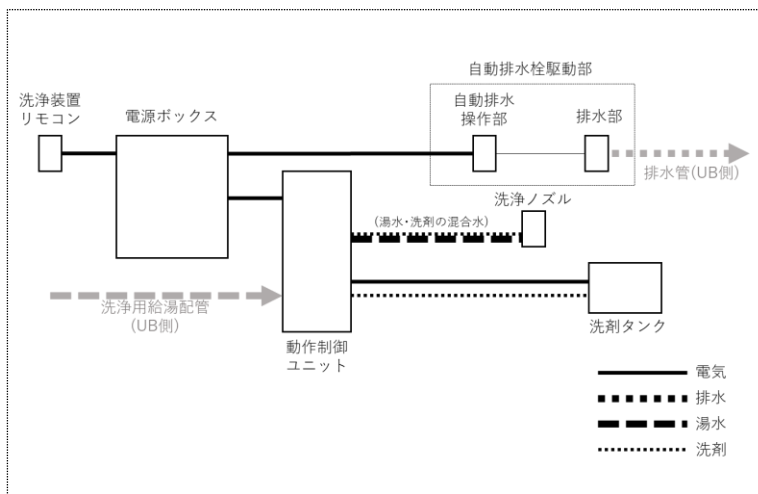 自動排水栓駆動部
洗浄装置
リモコン
電源ボックス
自動排水
操作部
排水部
排水管(UB側)
洗浄ノズル
(湯水・洗剤の混合水)
洗浄用給湯配管
(UB側)
洗剤タンク
動作制御
ユニット
電気
排水
湯水
洗剤